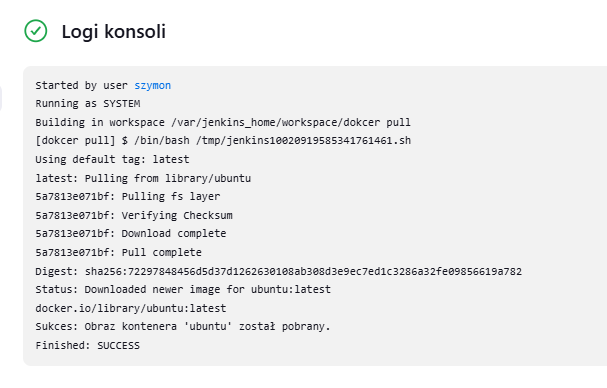 Logi konsoli
Started by user szymon
Running as SYSTEM
Building in workspace /var/jenkins_home/workspace/dokcer pull
[dokcer pull] $ /bin/bash /tmp/jenkins10020919585341761461.sh
Using default tag: latest
latest: Pulling from library/ubuntu
5a7813e071bf: Pulling fs layer
5a7813e071bf: Verifying Checksum
5a7813e071bf: Download complete
5a7813e071bf: Pull complete
Digest: sha256:72297848456d5d37d1262630108ab308d3e9ec7ed1c3286a32fe09856619a782
Status: Downloaded newer image for ubuntu:latest
docker.io/library/ubuntu:latest
Sukces: Obraz kontenera 'ubuntu' został pobrany.
Finished: SUCCESS